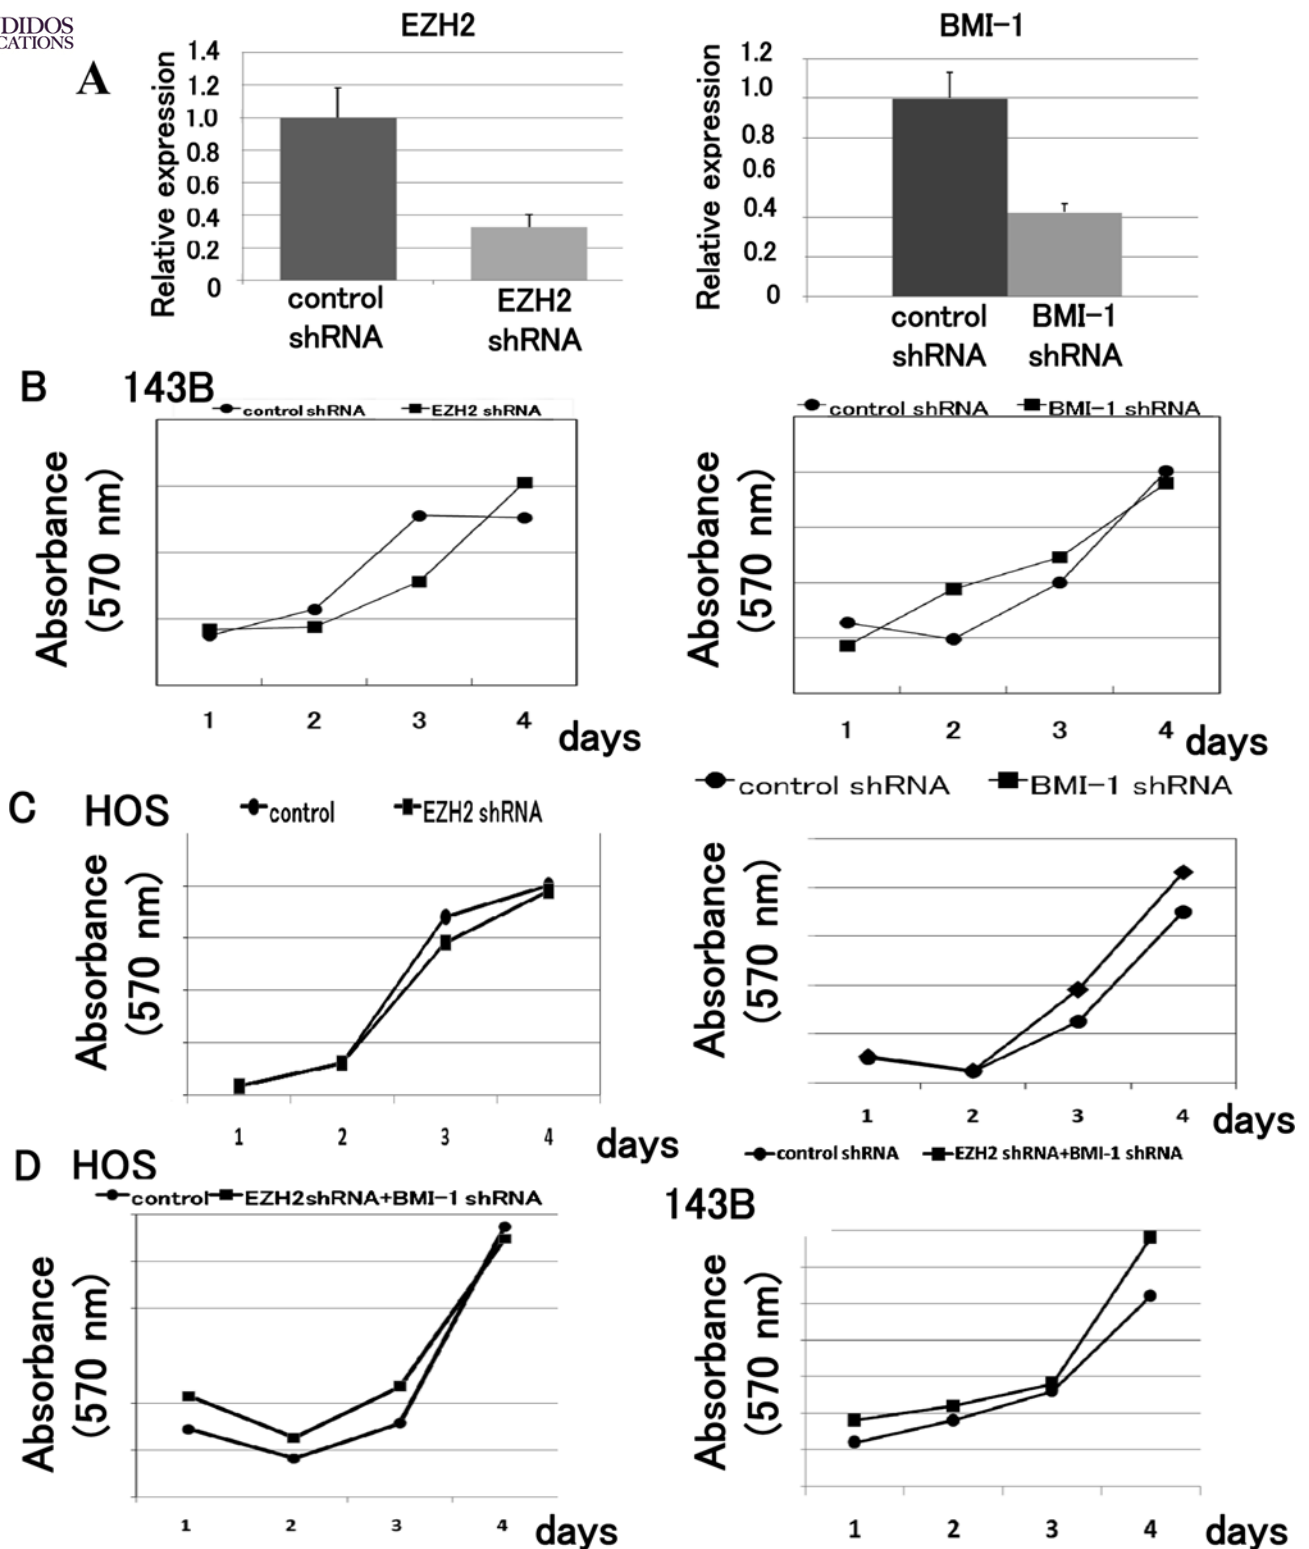 DIDOS
CATIONS
A
EZH2
Relative expression
1.4
1.2
1.0
0.8
0.6
0.4
0.2
0
control
shRNA
EZH2
shRNA
BMI-1
Relative expression
1.2
1.0
0.8
0.6
0.4
0.2
0
control
shRNA
BMI-1
shRNA
B
143B
control shRNA
EZH2 shRNA
Absorbance
(570 nm)
1 2 3 4
days
control shRNA
BMI-1 shRNA
Absorbance
(570 nm)
1 2 3 4
days
C
HOS
control
EZH2 shRNA
Absorbance
(570 nm)
1 2 3 4
days
control shRNA
BMI-1 shRNA
Absorbance
(570 nm)
1 2 3 4
days
D
HOS
control
EZH2shRNA+BMI-1 shRNA
Absorbance
(570 nm)
1 2 3 4
days
control shRNA
EZH2 shRNA+BMI-1 shRNA
143B
Absorbance
(570 nm)
1 2 3 4
days